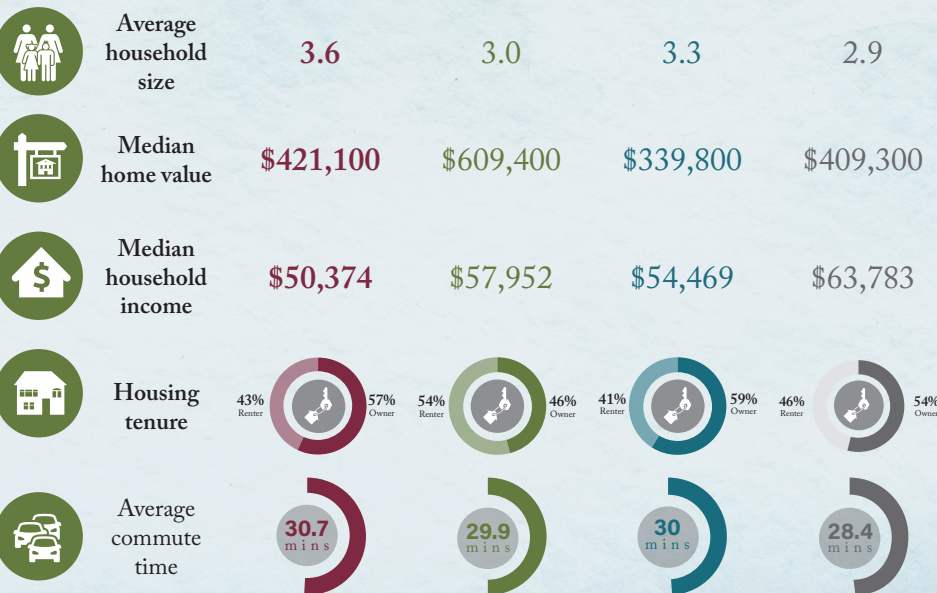 Average
household
size
3.6
3.0
3.3
2.9
Median
home value
$421,100
$609,400
$339,800
$409,300
$
Median
household
income
$50,374
$57,952
$54,469
$63,783
Housing
tenure
43%
Renter
57%
Owner
54%
Renter
46%
Owner
41%
Renter
59%
Owner
46%
Renter
54%
Owner
Average
commute
time
30.7
mins
29.9
mins
30
mins
28.4
mins